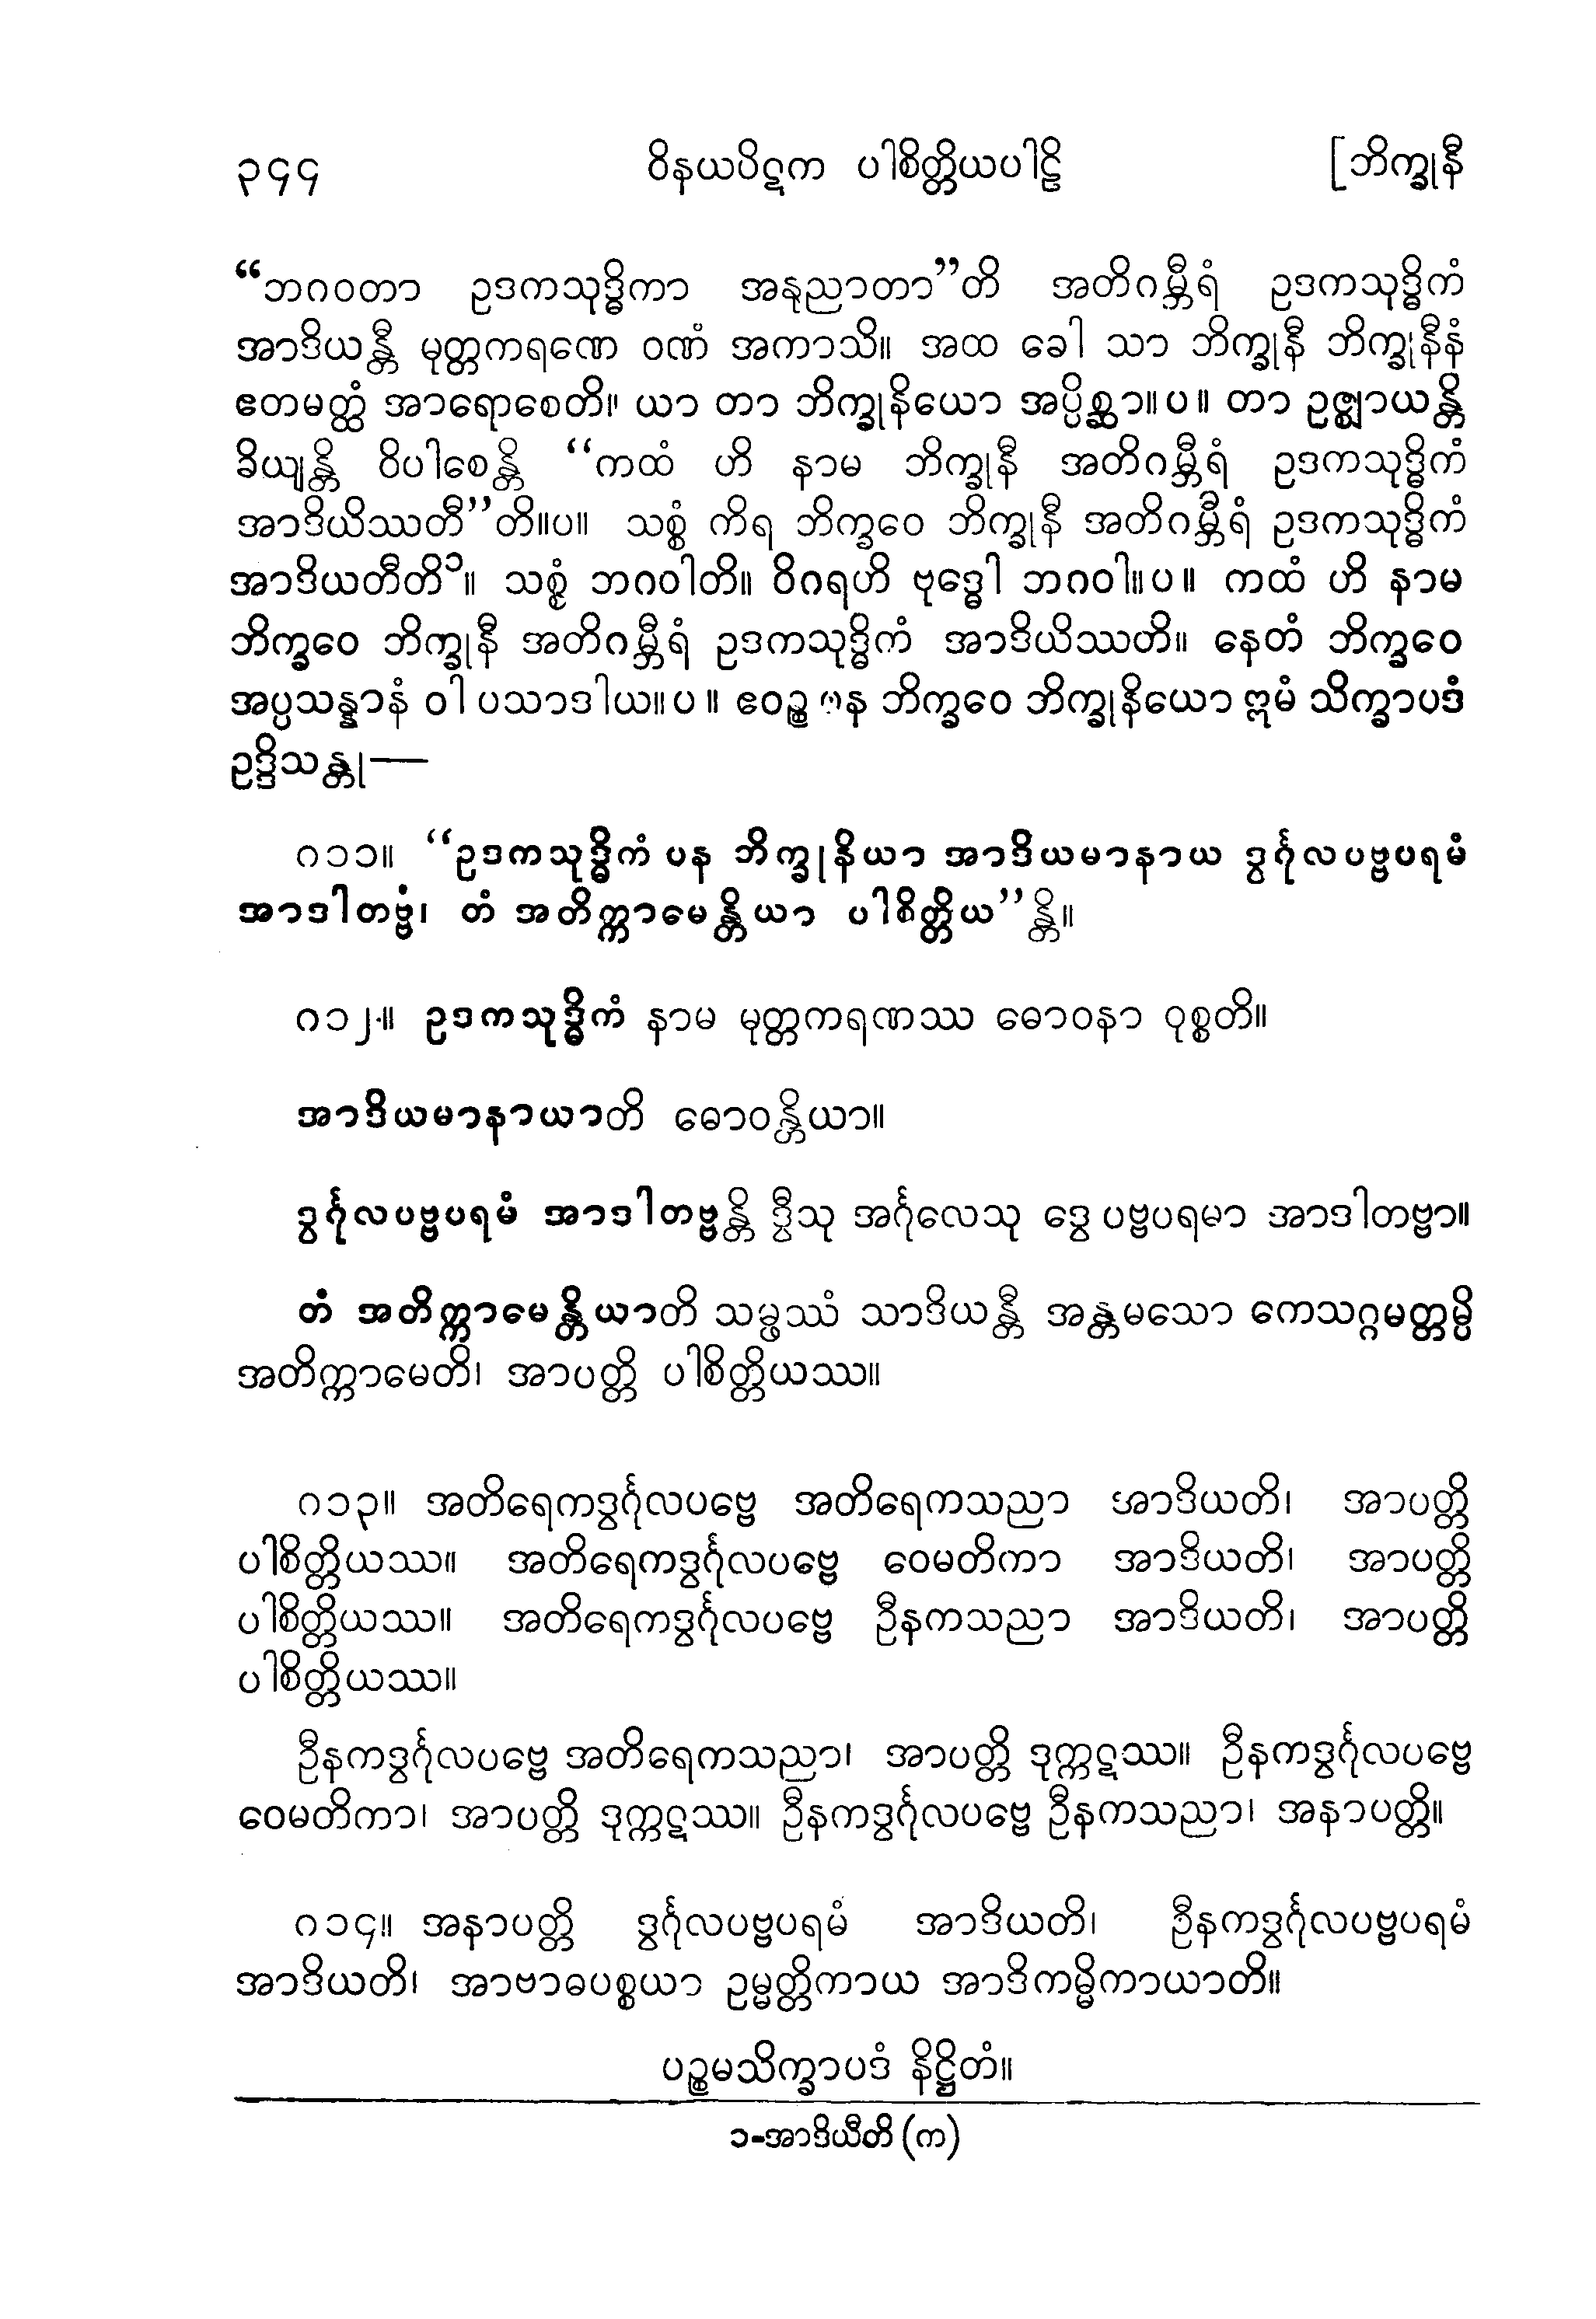 ၃၄၄ ဝိနယပိဋက ပါစိတ္တိယပါဠိ [ဘိက္ခုနီ
“ဘဂဝတာ ဥဒကသုဒ္ဓိကာ အနုညာတာ”တိ အတိဂမ္ဘီရံ ဥဒကသုဒ္ဓိကံ
အာဒိယန္တီ မုတ္တကရဏေ ဝဏံ အကာသိ။ အထ ခေါ သာ ဘိက္ခုနီ ဘိက္ခုနီနံ
ဧတမတ္ထံ အာရောစေတိ။ ယာ တာ ဘိက္ခုနိယော အပ္ပိစ္ဆာ။ပ။ တာ ဥဇ္ဈာယန္တိ
ခိယျန္တိ ဝိပါစေန္တိ “ကထံ ဟိ နာမ ဘိက္ခုနီ အတိဂမ္ဘီရံ ဥဒကသုဒ္ဓိကံ
အာဒိယိဿတီ”တိ။ပ။ သစ္စံ ကိရ ဘိက္ခဝေ ဘိက္ခုနီ အတိဂမ္ဘီရံ ဥဒကသုဒ္ဓိကံ
အာဒိယတီတိ၁။ သစ္စံ ဘဂဝါတိ။ ဝိဂရဟိ ဗုဒ္ဓေါ ဘဂဝါ။ပ။ ကထံ ဟိ နာမ
ဘိက္ခဝေ ဘိက္ခုနီ အတိဂမ္ဘီရံ ဥဒကသုဒ္ဓိကံ အာဒိယိဿတိ။ နေတံ ဘိက္ခဝေ
အပ္ပသန္နာနံ ဝါ ပသာဒါယ။ပ။ ဧဝဉ္စ ပန ဘိက္ခဝေ ဘိက္ခုနိယော ဣမံ သိက္ခာပဒံ
ဥဒ္ဒိသန္တု—
၈၁၁။ “ဥဒကသုဒ္ဓိကံ ပန ဘိက္ခုနိယာ အာဒိယမာနာယ ဒွင်္ဂုလပဗ္ဗပရမံ
အာဒါတဗ္ဗံ၊ တံ အတိက္ကာမေန္တိယာ ပါစိတ္တိယ”န္တိ။
၈၁၂။ ဥဒကသုဒ္ဓိကံ နာမ မုတ္တကရဏဿ ဓောဝနာ ဝုစ္စတိ။
အာဒိယမာနာယာတိ ဓောဝန္တိယာ။
ဒွင်္ဂုလပဗ္ဗပရမံ အာဒါတဗ္ဗန္တိ ဒွီသု အင်္ဂုလေသု ဒွေ ပဗ္ဗပရမာ အာဒါတဗ္ဗာ။
တံ အတိက္ကာမေန္တိယာတိ သမ္ဖဿံ သာဒိယန္တီ အန္တမသော ကေသဂ္ဂမတ္တမ္ပိ
အတိက္ကာမေတိ၊ အာပတ္တိ ပါစိတ္တိယဿ။
၈၁၃။ အတိရေကဒွင်္ဂုလပဗ္ဗေ အတိရေကသညာ အာဒိယတိ၊ အာပတ္တိ
ပါစိတ္တိယဿ။ အတိရေကဒွင်္ဂုလပဗ္ဗေ ဝေမတိကာ အာဒိယတိ၊ အာပတ္တိ
ပါစိတ္တိယဿ။ အတိရေကဒွင်္ဂုလပဗ္ဗေ ဦနကသညာ အာဒိယတိ၊ အာပတ္တိ
ပါစိတ္တိယဿ။
ဦနကဒွင်္ဂုလပဗ္ဗေ အတိရေကသညာ၊ အာပတ္တိ ဒုက္ကဋဿ။ ဦနကဒွင်္ဂုလပဗ္ဗေ
ဝေမတိကာ၊ အာပတ္တိ ဒုက္ကဋဿ။ ဦနကဒွင်္ဂုလပဗ္ဗေ ဦနကသညာ၊ အနာပတ္တိ။
၈၁၄။ အနာပတ္တိ ဒွင်္ဂုလပဗ္ဗပရမံ အာဒိယတိ၊ ဦနကဒွင်္ဂုလပဗ္ဗပရမံ
အာဒိယတိ၊ အာဗာဓပစ္စယာ ဥမ္မတ္တိကာယ အာဒိကမ္မိကာယာတိ။
ပဉ္စမသိက္ခာပဒံ နိဋ္ဌိတံ။
၁-အာဒိယီတိ (က)